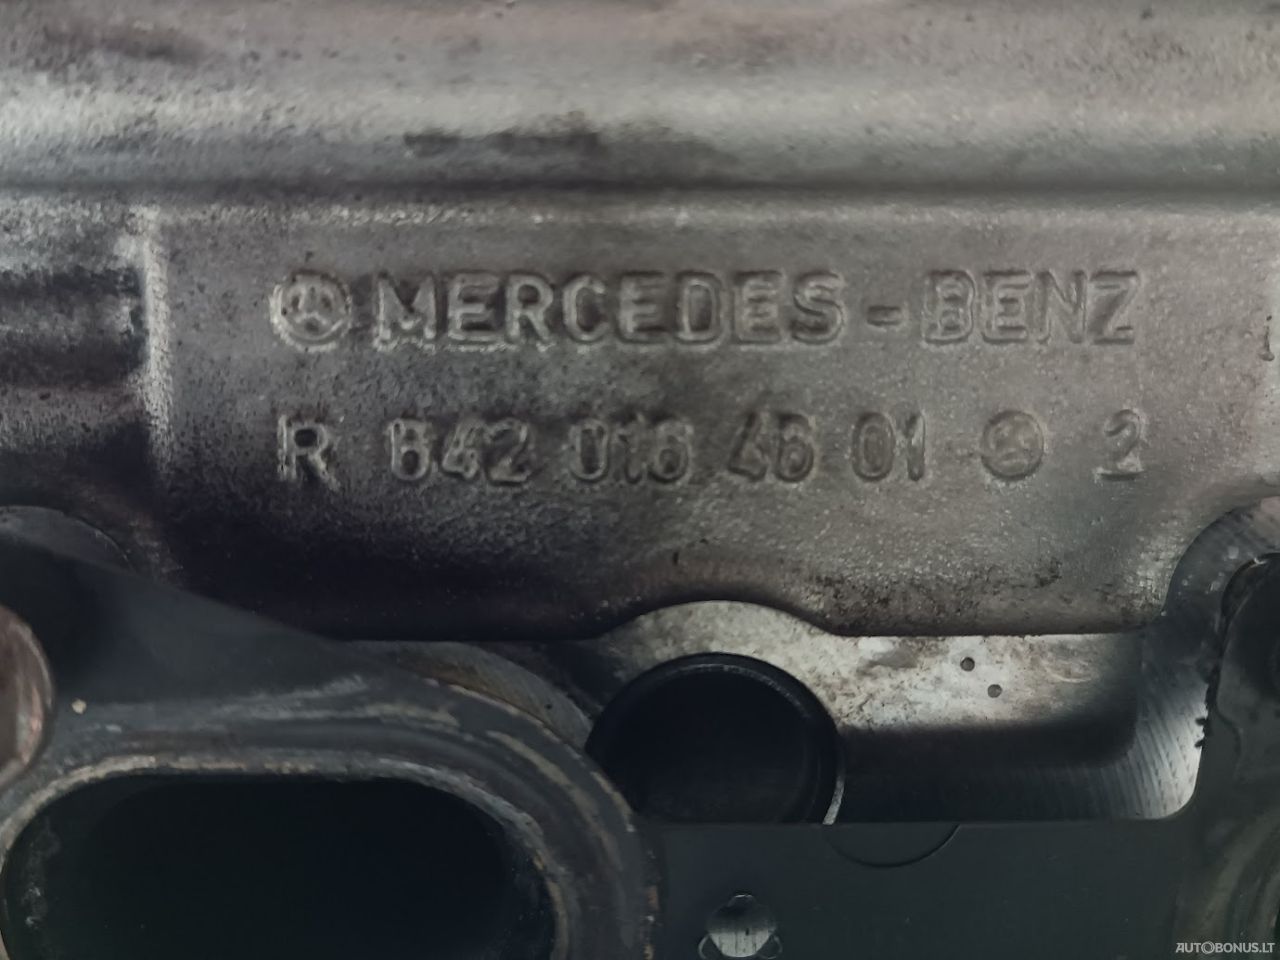 MERCEDES-BENZ
R 642 016 46 01 2
AUTOBONUS.LT